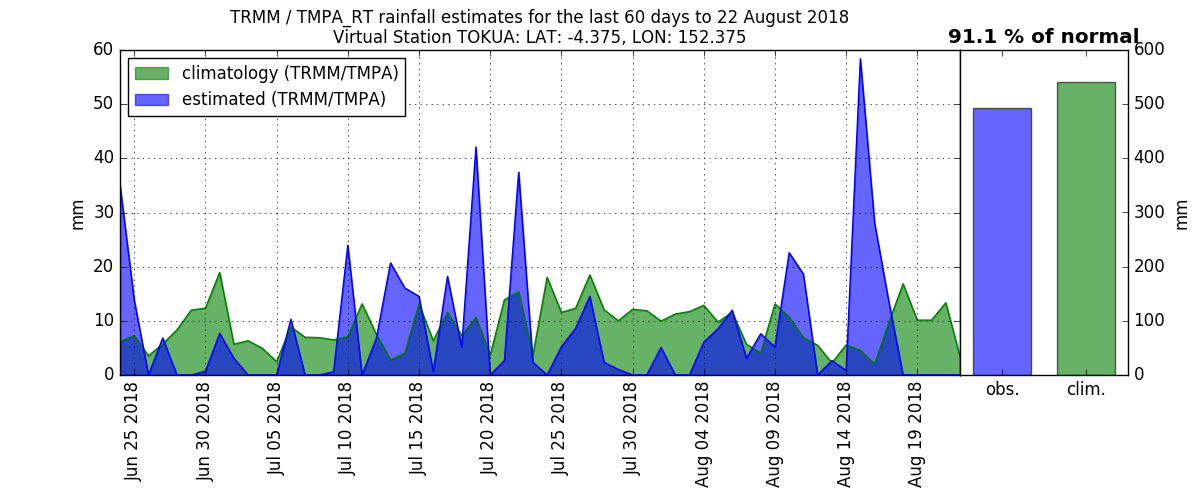 TRMM / TMPA_RT rainfall estimates for the last 60 days to 22 August 2018
Virtual Station TOKUA: LAT: -4.375, LON: 152.375
91.1 % of normal
climatology (TRMM/TMPA)
estimated (TRMM/TMPA)
60
50
40
30
20
10
0
mm
Jun 25 2018
Jun 30 2018
Jul 05 2018
Jul 10 2018
Jul 15 2018
Jul 20 2018
Jul 25 2018
Jul 30 2018
Aug 04 2018
Aug 09 2018
Aug 14 2018
Aug 19 2018
obs.
clim.
600
500
400
300
200
100
0
mm